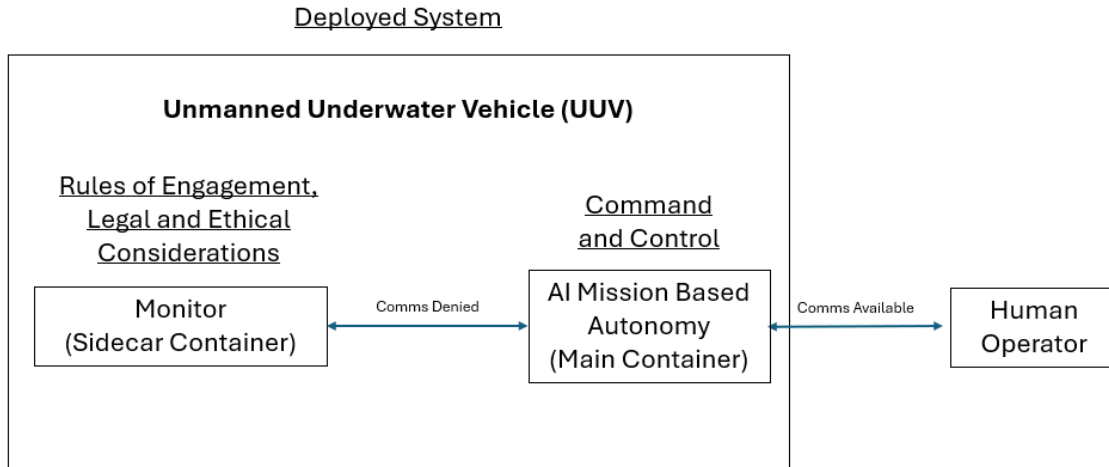 Deployed System
Unmanned Underwater Vehicle (UUV)
Rules of Engagement,
Legal and Ethical
Considerations
Command
and Control
Monitor
(Sidecar Container)
Comms Denied
AI Mission Based
Autonomy
(Main Container)
Comms Available
Human
Operator